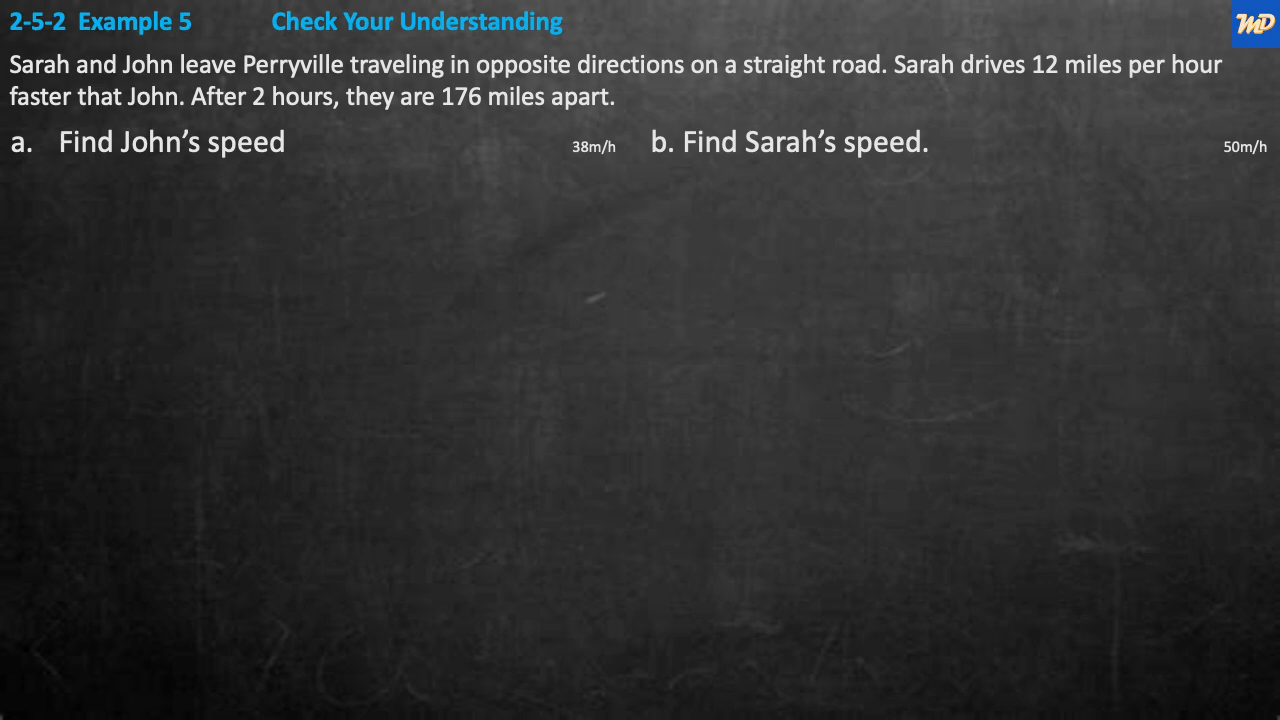 2-5-2 Example 5 Check Your Understanding
MD
Sarah and John leave Perryville traveling in opposite directions on a straight road. Sarah drives 12 miles per hour
faster that John. After 2 hours, they are 176 miles apart.
a. Find John’s speed 38m/h b. Find Sarah’s speed. 50m/h